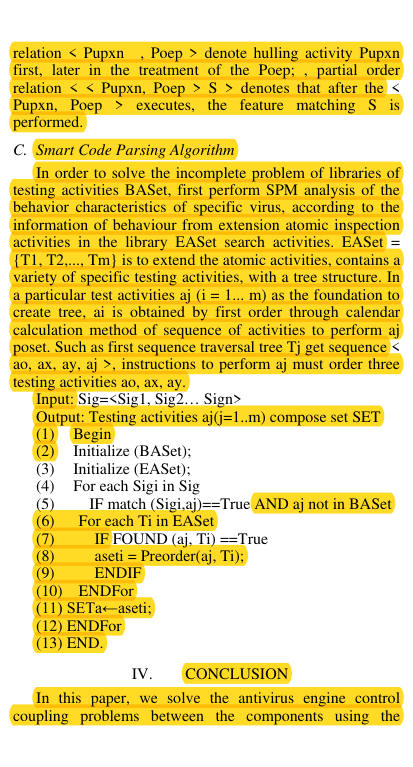 relation < Pupxn , Poep > denote hulling activity Pupxn
first, later in the treatment of the Poep; , partial order
relation < < Pupxn, Poep > S > denotes that after the <
Pupxn, Poep > executes, the feature matching S is
performed.
C. Smart Code Parsing Algorithm
In order to solve the incomplete problem of libraries of
testing activities BASet, first perform SPM analysis of the
behavior characteristics of specific virus, according to the
information of behaviour from extension atomic inspection
activities in the library EASet search activities. EASet =
{T1, T2,..., Tm} is to extend the atomic activities, contains a
variety of specific testing activities, with a tree structure. In
a particular test activities aj (i = 1... m) as the foundation to
create tree, ai is obtained by first order through calendar
calculation method of sequence of activities to perform aj
poset. Such as first sequence traversal tree Tj get sequence <
ao, ax, ay, aj >, instructions to perform aj must order three
testing activities ao, ax, ay.
Input: Sig=<Sig1, Sig2… Sign>
Output: Testing activities aj(j=1..m) compose set SET
(1) Begin
(2) Initialize (BASet);
(3) Initialize (EASet);
(4) For each Sigi in Sig
(5) IF match (Sigi,aj)==True AND aj not in BASet
(6) For each Ti in EASet
(7) IF FOUND (aj, Ti) ==True
(8) aseti = Preorder(aj, Ti);
(9) ENDIF
(10) ENDFor
(11) SETa←aseti;
(12) ENDFor
(13) END.
IV. CONCLUSION
In this paper, we solve the antivirus engine control
coupling problems between the components using the